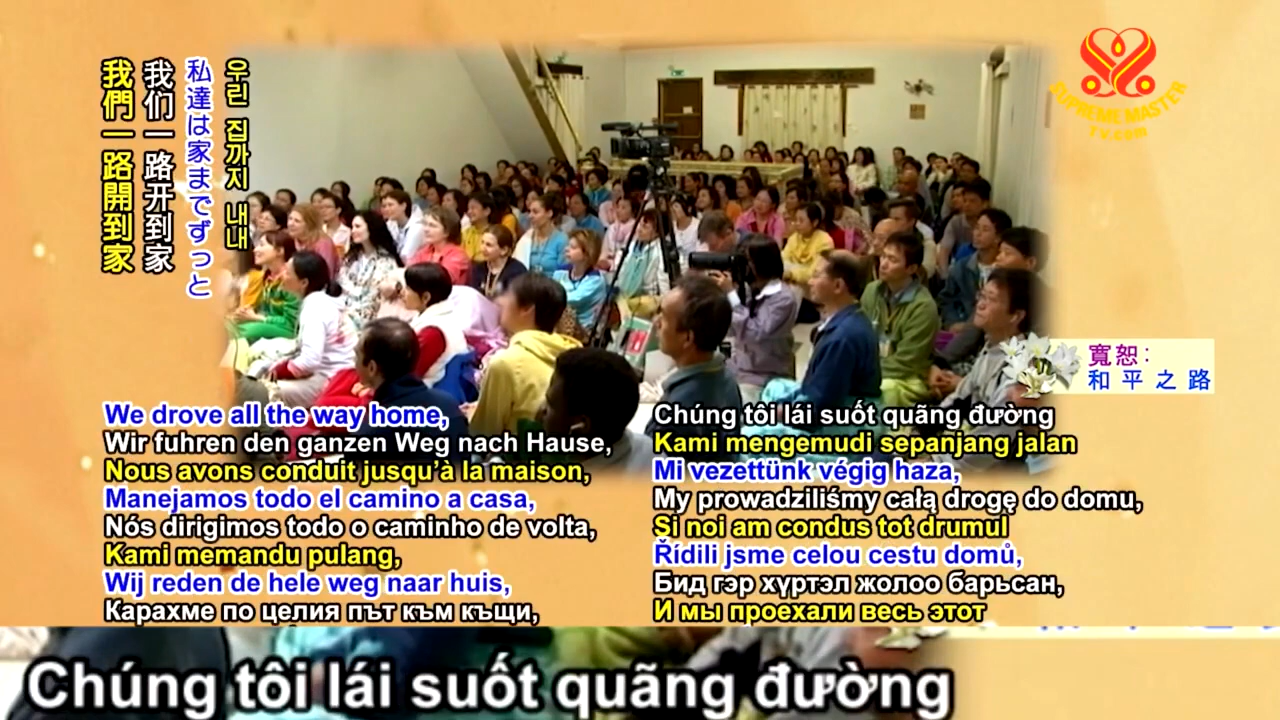 우린 집까지 내내
私達は家までずっと
我们一路开到家
我們一路開到家
SUPREME MASTER
TV.com
寬恕:
和平之路
We drove all the way home,
Wir fuhren den ganzen Weg nach Hause,
Nous avons conduit jusqu'à la maison,
Manejamos todo el camino a casa,
Nós dirigimos todo o caminho de volta,
Kami memandu pulang,
Wij reden de hele weg naar huis,
Карахме по целия път към къщи,
Chúng tôi lái suốt quãng đường
Kami mengemudi sepanjang jalan
Mi vezettünk végig haza,
My prowadziliśmy całą drogę do domu,
Si noi am condus tot drumul
Řídili jsme celou cestu domů,
Бид гэр хүртэл жолоо барьсан,
И мы проехали весь этот
Chúng tôi lái suốt quãng đường